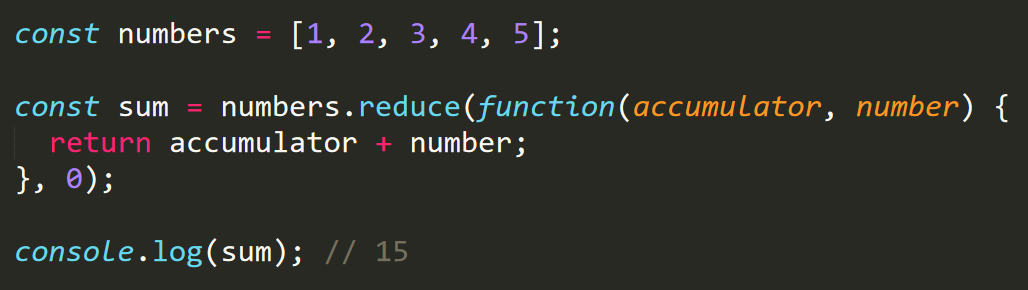 const numbers = [1, 2, 3, 4, 5];
const sum = numbers.reduce(function(accumulator, number) {
  return accumulator + number;
}, 0);
console.log(sum); // 15